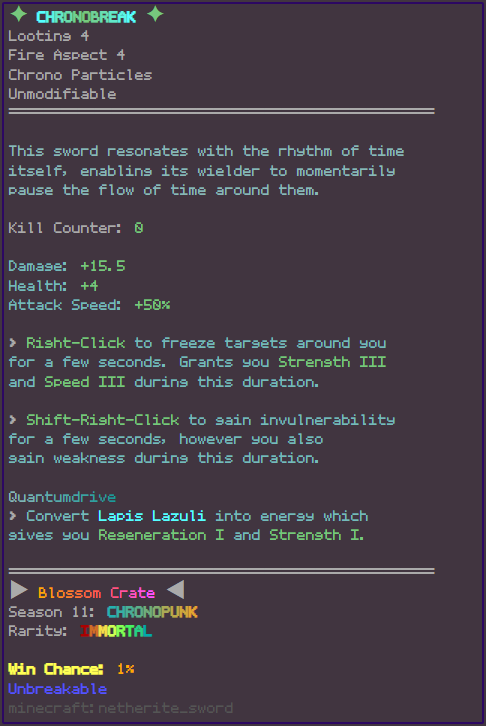 ✦ CHRONOBREAK ✦
Looting 4
Fire Aspect 4
Chrono Particles
Unmodifiable
This sword resonates with the rhythm of time
itself, enabling its wielder to momentarily
pause the flow of time around them.
Kill Counter: 0
Damage: +15.5
Health: +4
Attack Speed: +50%
> Right-Click to freeze targets around you
for a few seconds. Grants you Strength III
and Speed III during this duration.
> Shift-Right-Click to gain invulnerability
for a few seconds, however you also
gain weakness during this duration.
Quantumdrive
> Convert Lapis Lazuli into energy which
gives you Regeneration I and Strength I.
▶ Blossom Crate ◀
Season 11: CHRONOPUNK
Rarity: IMMORTAL
Win Chance: 1%
Unbreakable
minecraft:netherite_sword